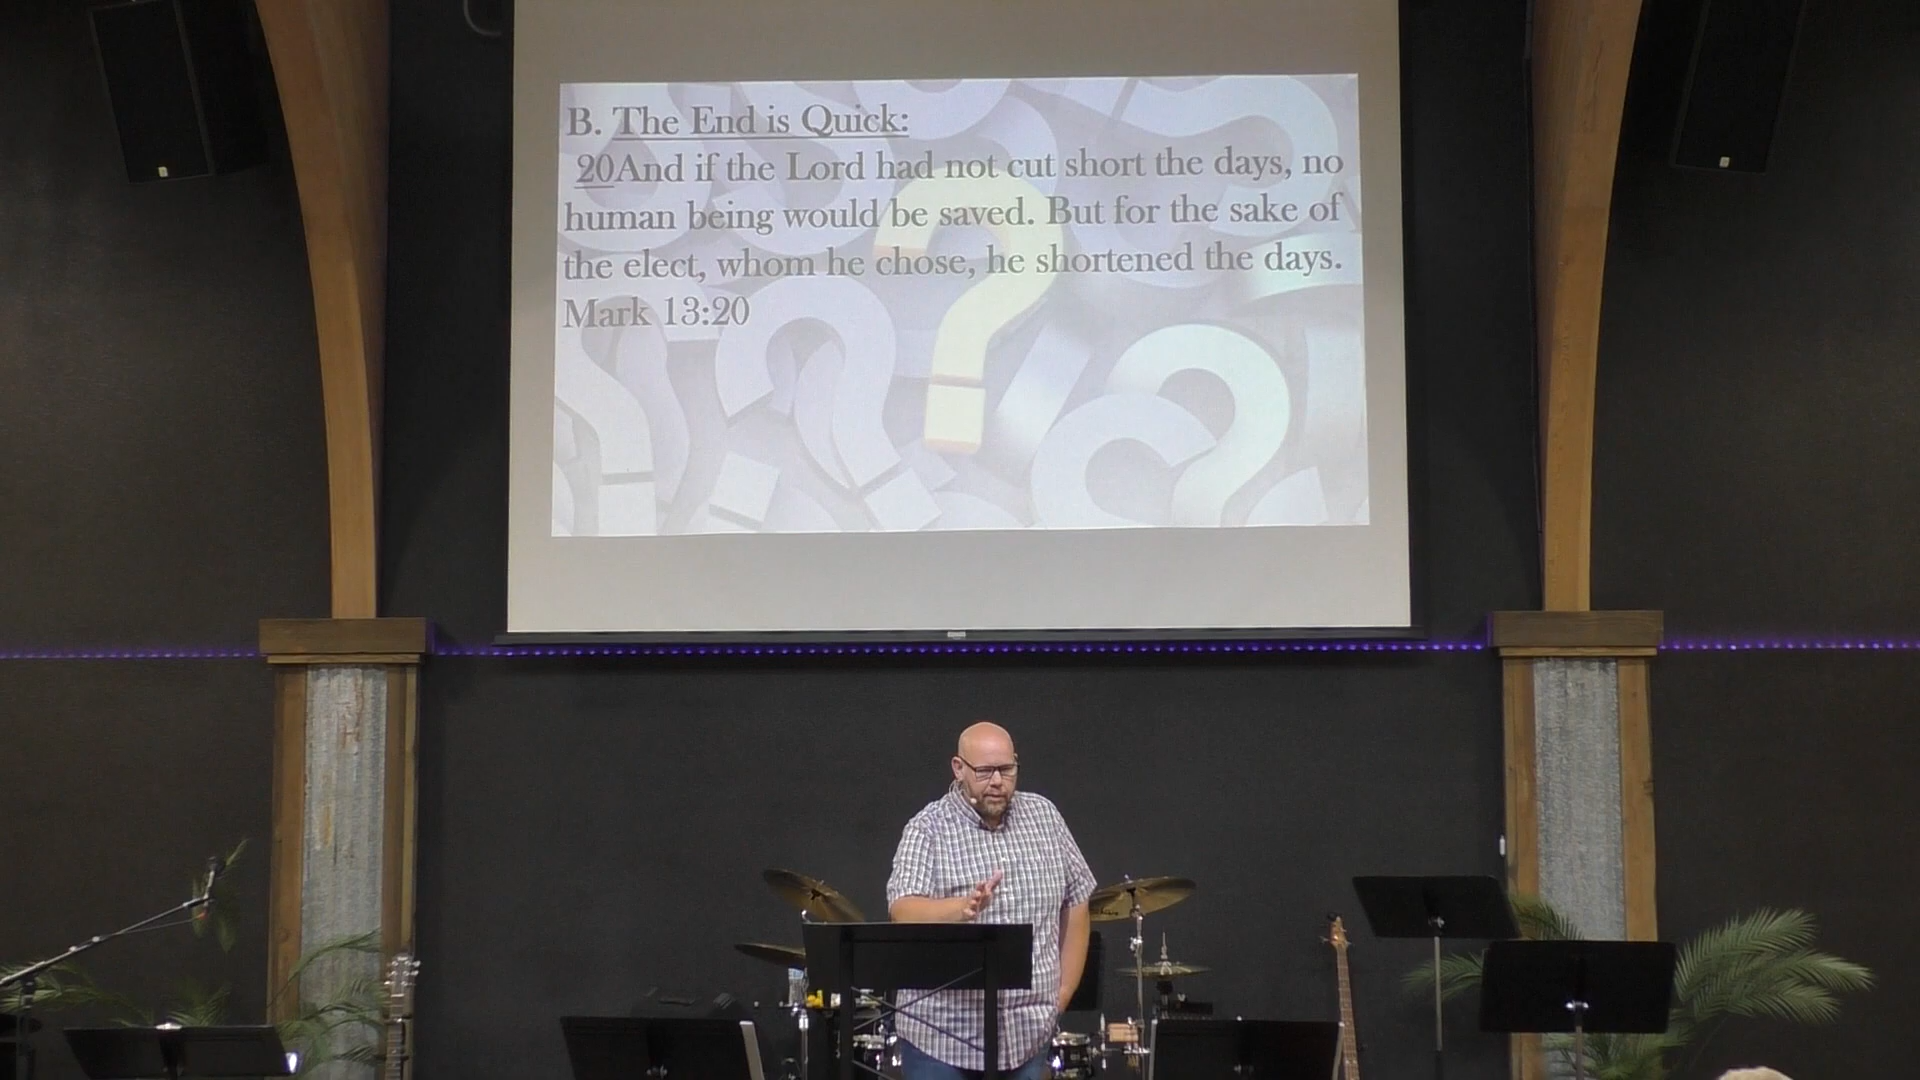 B. The End is Quick:
20And if the Lord had not cut short the days, no
human being would be saved. But for the sake of
the elect, whom he chose, he shortened the days.
Mark 13:20